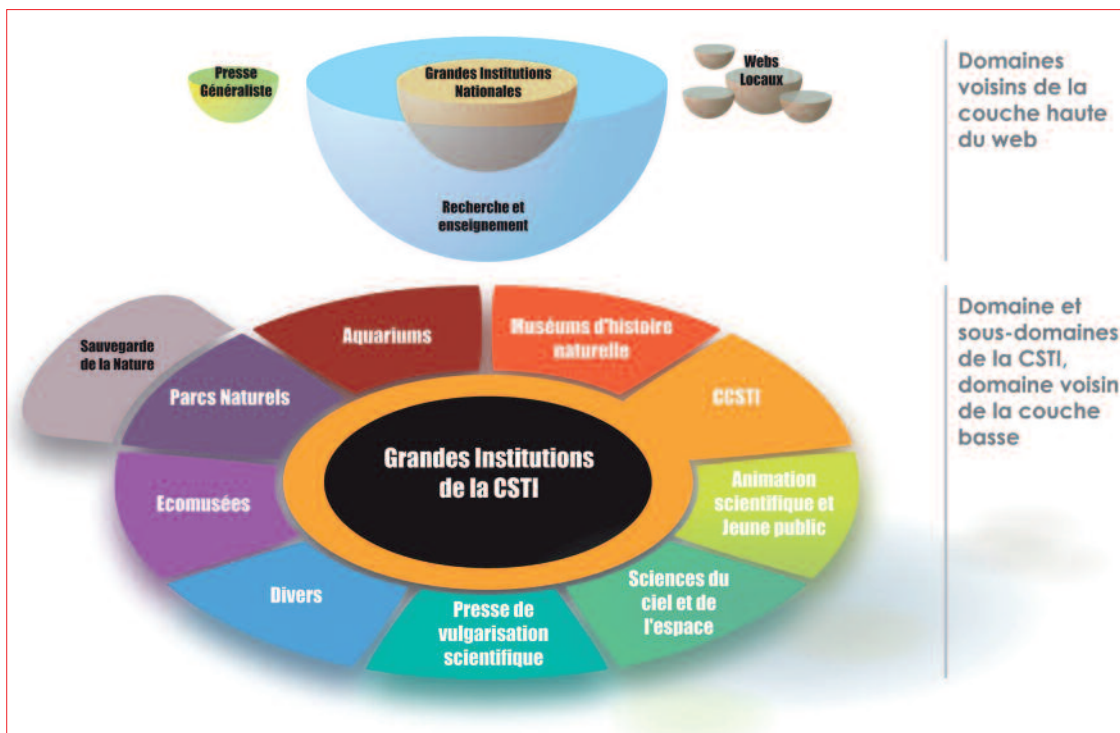 Presse
Généraliste
Grandes Institutions
Nationales
Webs
Locaux
Recherche et
enseignement
Domaines
voisins de la
couche haute
du web
Sauvegarde
de la Nature
Parcs Naturels
Aquariums
Muséums d'histoire
naturelle
CCSTI
Grandes Institutions
de la CSTI
Ecomusées
Animation
scientifique et
Jeune public
Divers
Presse de
vulgarisation
scientifique
Sciences du
ciel et de
l'espace
Domaine et
sous-domaines
de la CSTI,
domaine voisin
de la couche
basse